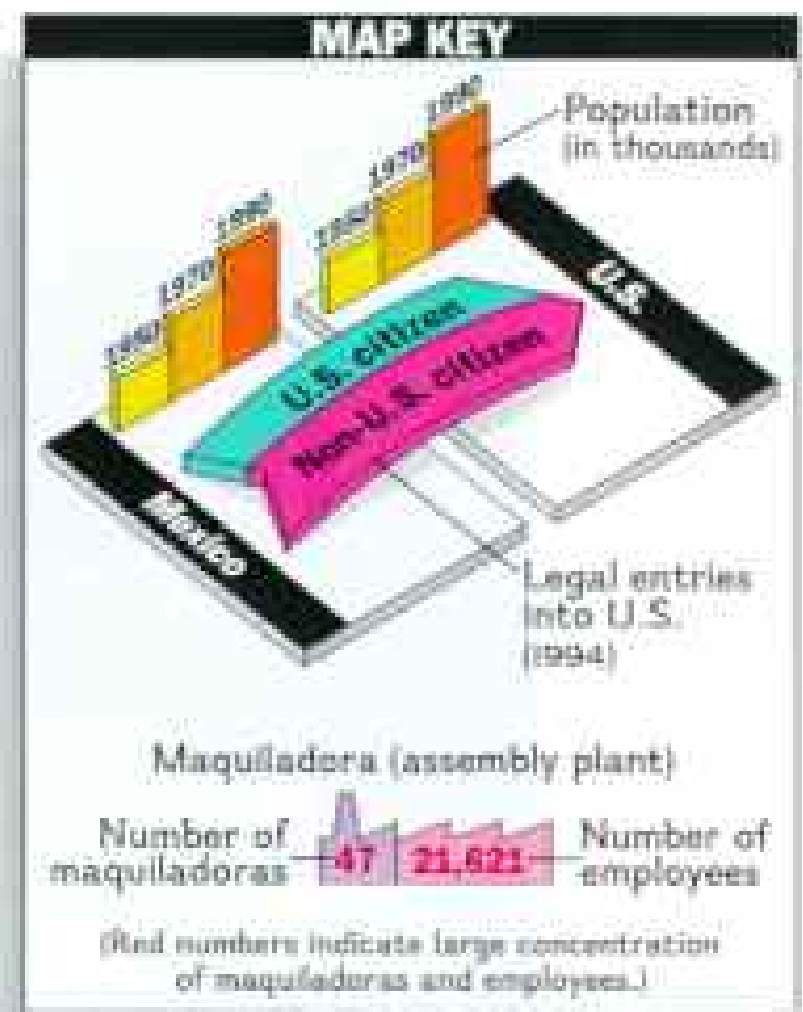 MAP KEY
1990
1970
1950
Population
(in thousands)
1990
1970
1950
U.S.
U.S. citizen
Non-U.S. citizen
Mexico
Legal entries
into U.S.
(1994)
Maquiladora (assembly plant)
Number of
maquiladoras
47
21,621
Number of
employees
(Red numbers indicate large concentration
of maquiladoras and employees.)